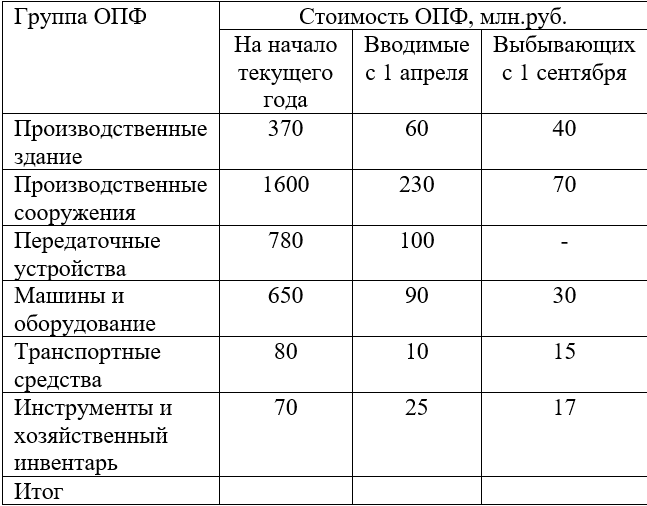 Группа ОПФ
Стоимость ОПФ, млн.руб.
На начало
текущего
года
Вводимые
с 1 апреля
Выбывающих
с 1 сентября
Производственные
здание
370
60
40
Производственные
сооружения
1600
230
70
Передаточные
устройства
780
100
-
Машины и
оборудование
650
90
30
Транспортные
средства
80
10
15
Инструменты и
хозяйственный
инвентарь
70
25
17
Итог